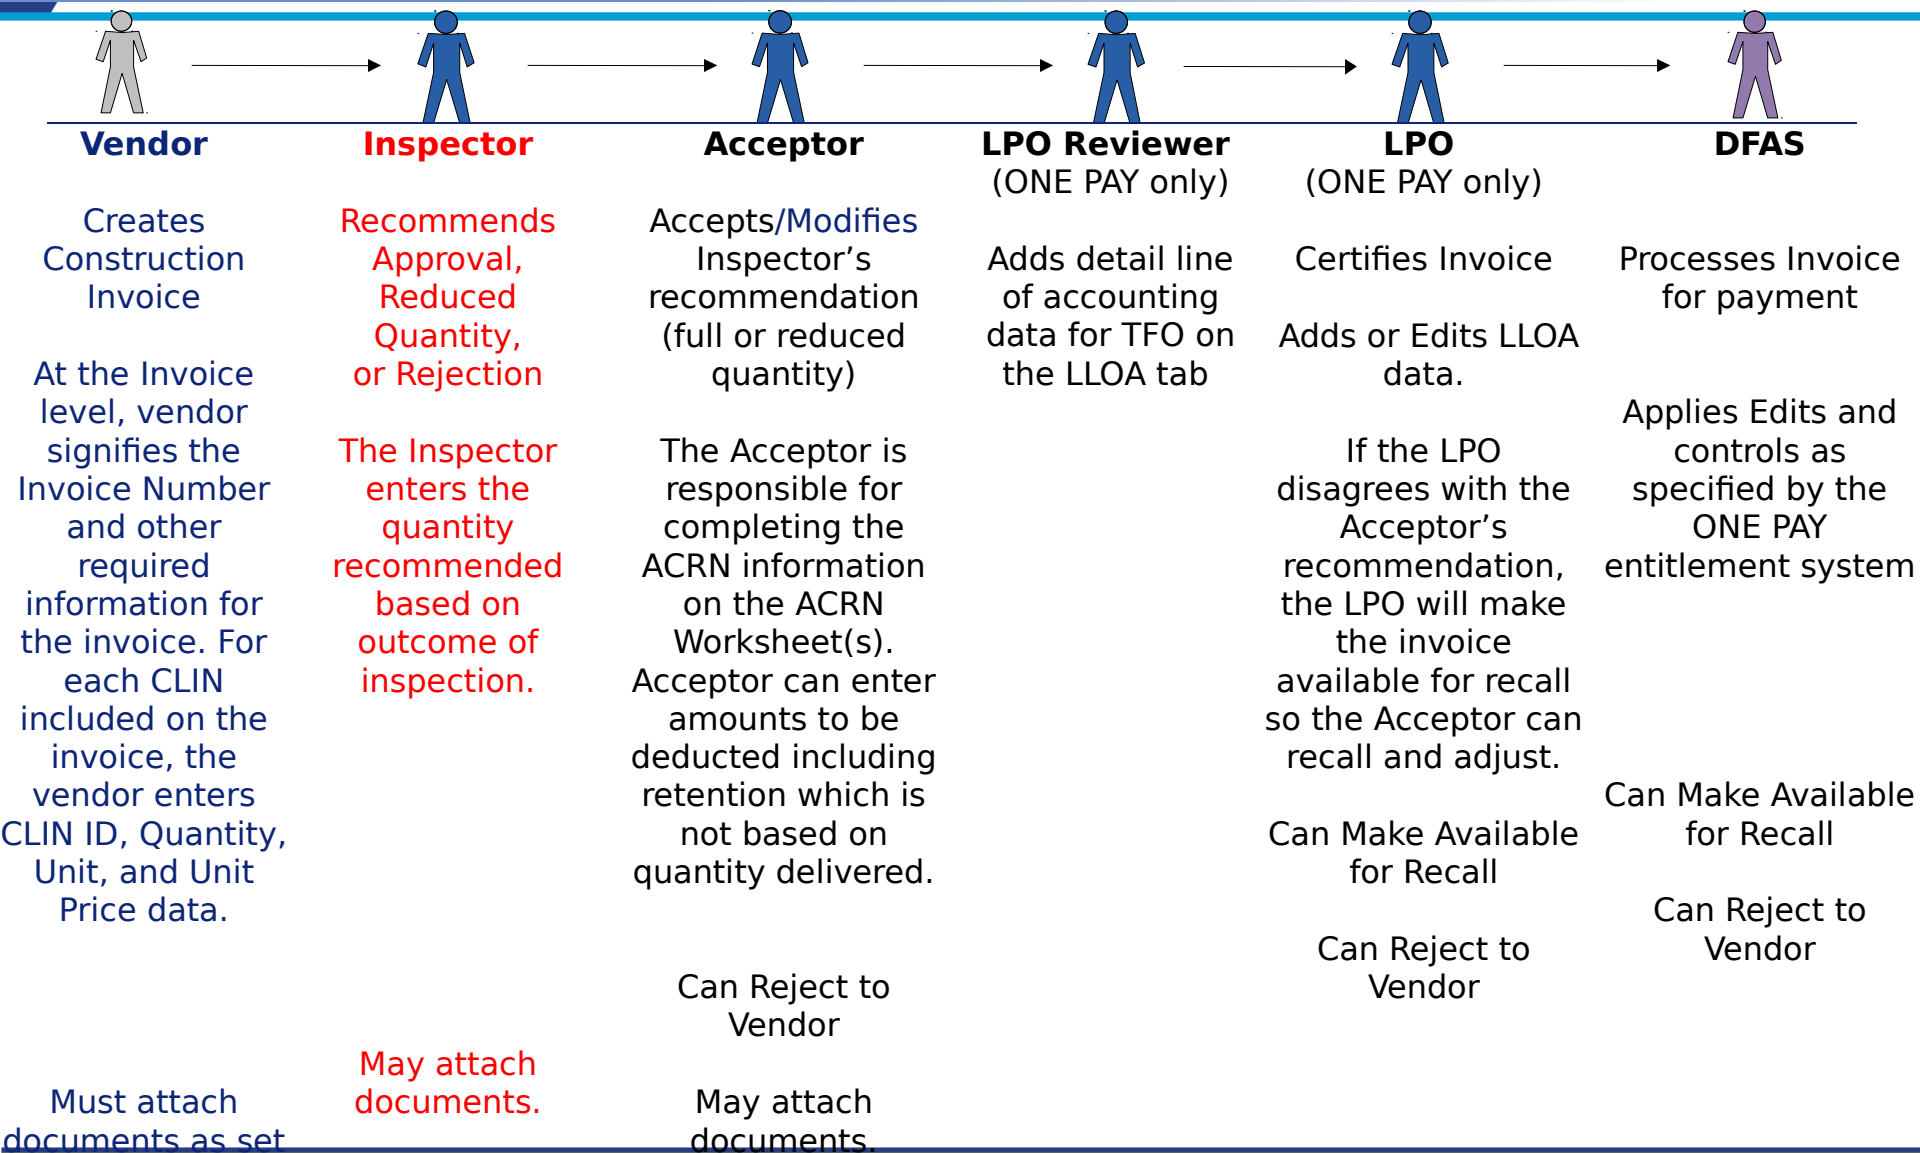 Vendor
Creates
Construction
Invoice
At the Invoice
level, vendor
signifies the
Invoice Number
and other
required
information for
the invoice. For
each CLIN
included on the
invoice, the
vendor enters
CLIN ID, Quantity,
Unit, and Unit
Price data.
Must attach
documents as set
Inspector
Recommends
Approval,
Reduced
Quantity,
or Rejection
The Inspector
enters the
quantity
recommended
based on
outcome of
inspection.
May attach
documents.
Acceptor
Accepts/Modifies
Inspector’s
recommendation
(full or reduced
quantity)
The Acceptor is
responsible for
completing the
ACRN information
on the ACRN
Worksheet(s).
Acceptor can enter
amounts to be
deducted including
retention which is
not based on
quantity delivered.
Can Reject to
Vendor
May attach
documents.
LPO Reviewer
(ONE PAY only)
Adds detail line
of accounting
data for TFO on
the LLOA tab
LPO
(ONE PAY only)
Certifies Invoice
Adds or Edits LLOA
data.
If the LPO
disagrees with the
Acceptor’s
recommendation,
the LPO will make
the invoice
available for recall
so the Acceptor can
recall and adjust.
Can Make Available
for Recall
Can Reject to
Vendor
DFAS
Processes Invoice
for payment
Applies Edits and
controls as
specified by the
ONE PAY
entitlement system
Can Make Available
for Recall
Can Reject to
Vendor